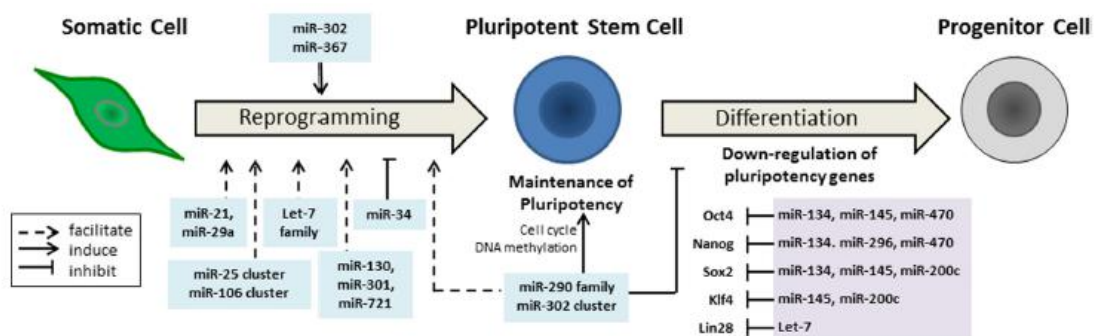 Somatic Cell
miR-302
miR-367
Pluripotent Stem Cell
Progenitor Cell
Reprogramming
Differentiation
Down-regulation of
pluripotency genes
Maintenance of
Pluripotency
Cell cycle
DNA methylation
miR-21,
miR-29a
Let-7
family
miR-34
miR-25 cluster
miR-106 cluster
miR-130,
miR-301,
miR-721
miR-290 family
miR-302 cluster
facilitate
induce
inhibit
Oct4 miR-134, miR-145, miR-470
Nanog miR-134. miR-296, miR-470
Sox2 miR-134, miR-145, miR-200c
Klf4 miR-145, miR-200c
Lin28 Let-7